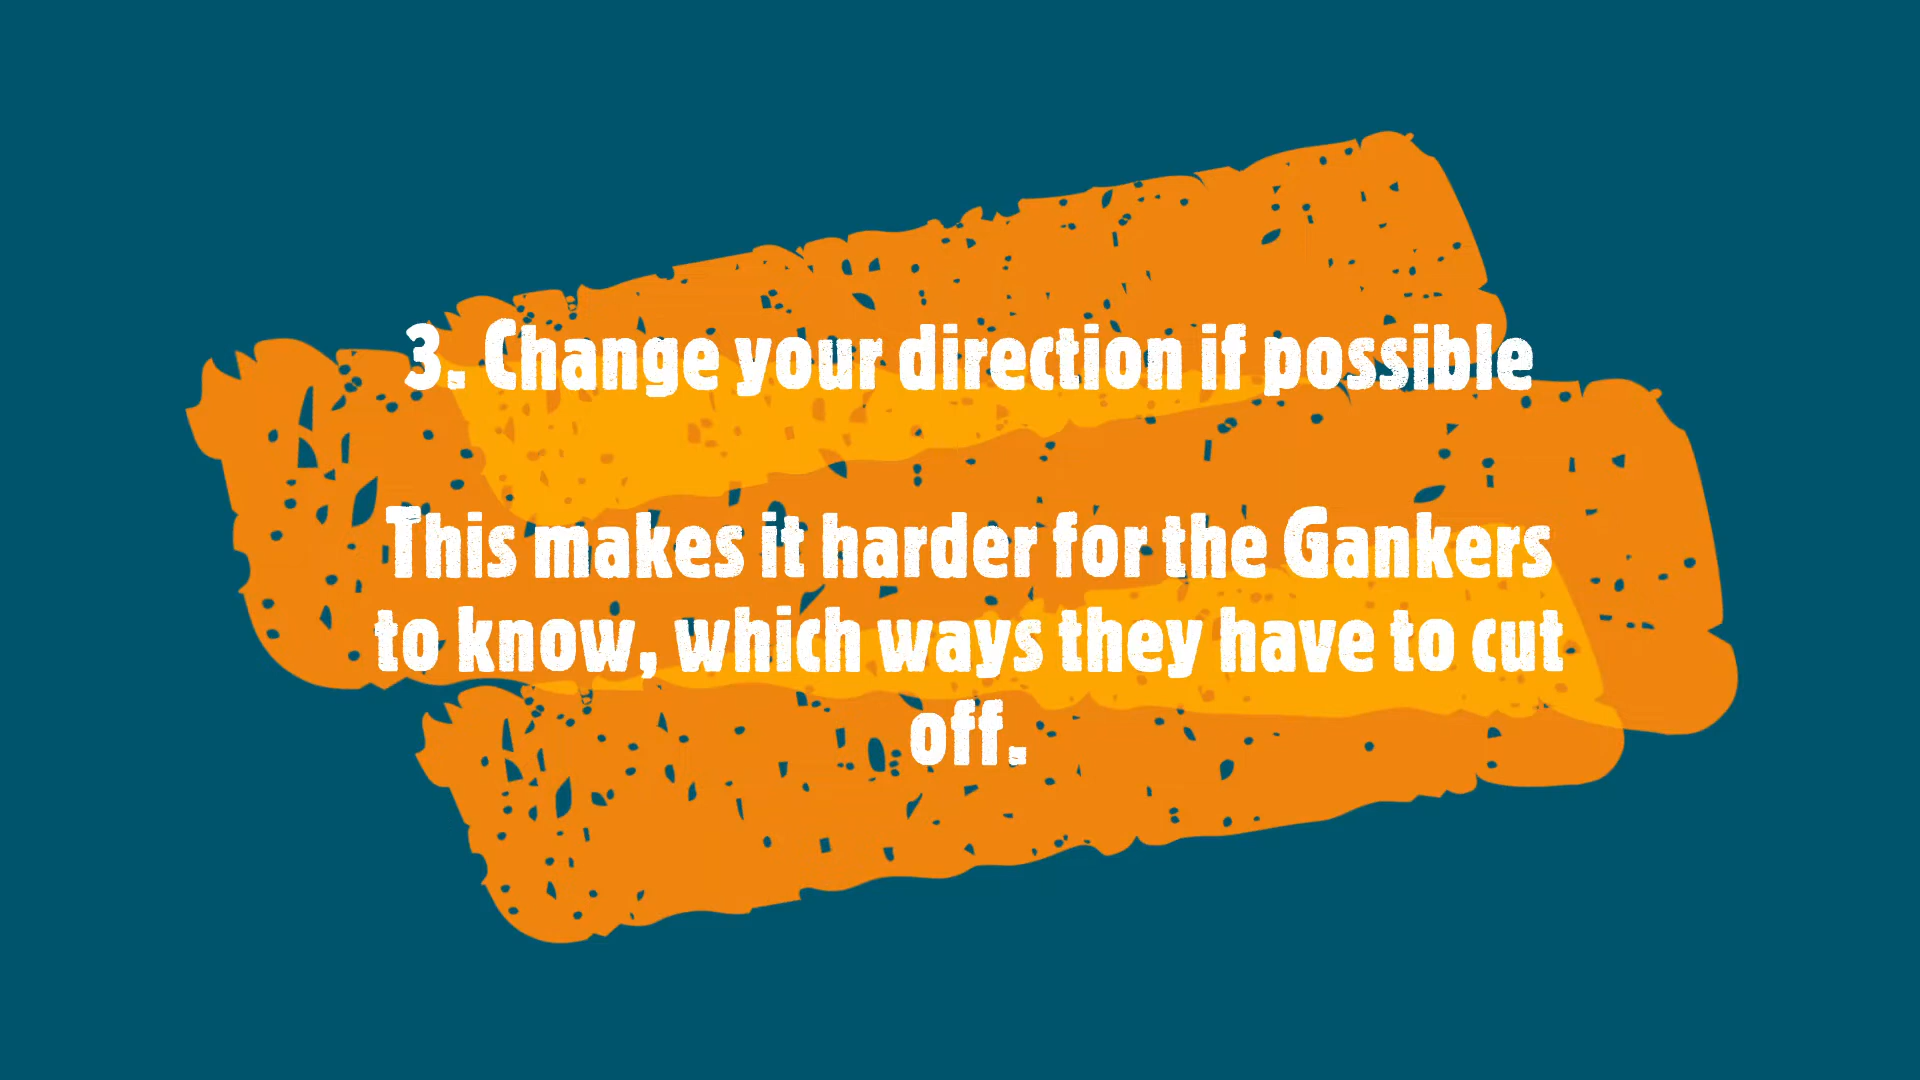 3. Change your direction if possible
This makes it harder for the Gankers
to know, which ways they have to cut
off.